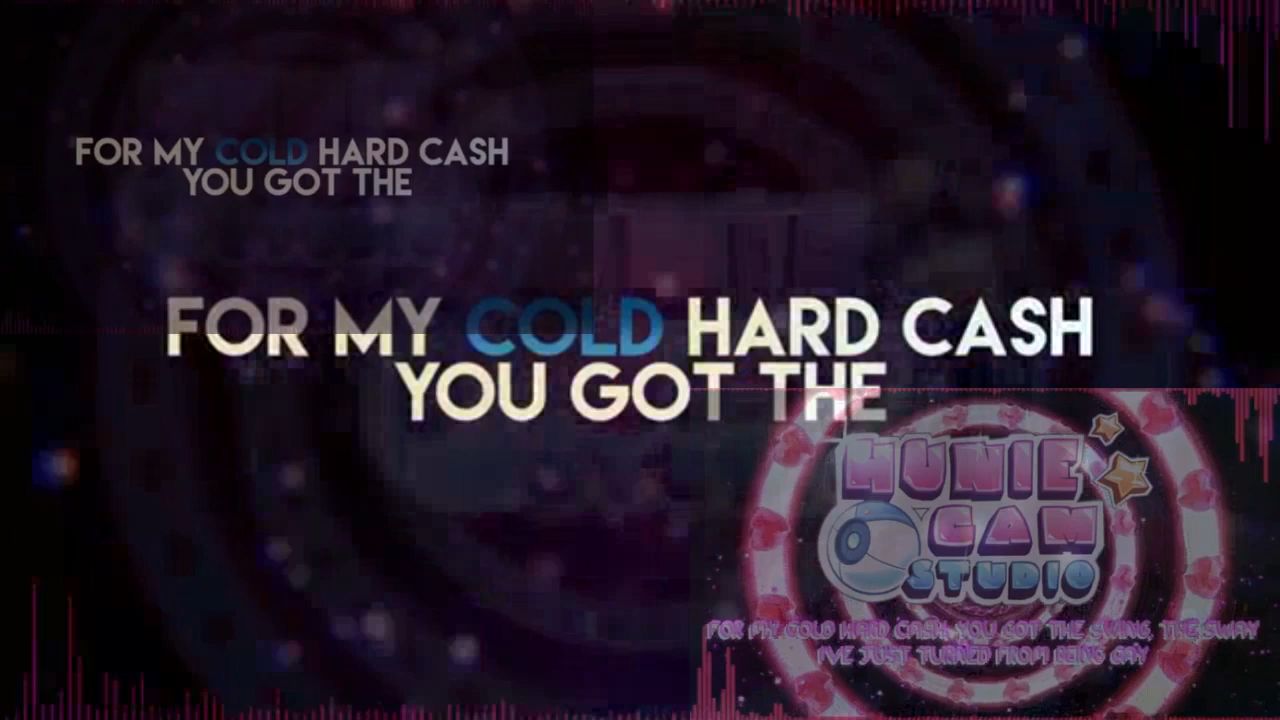 FOR MY COLD HARD CASH
YOU GOT THE
FOR MY COLD HARD CASH
YOU GOT THE
HUNIE
CAM
STUDIO
FOR MY COLD HARD CASH, YOU GOT THE SWING, THE SWAY
I'VE JUST TURNED FROM BEING GAY